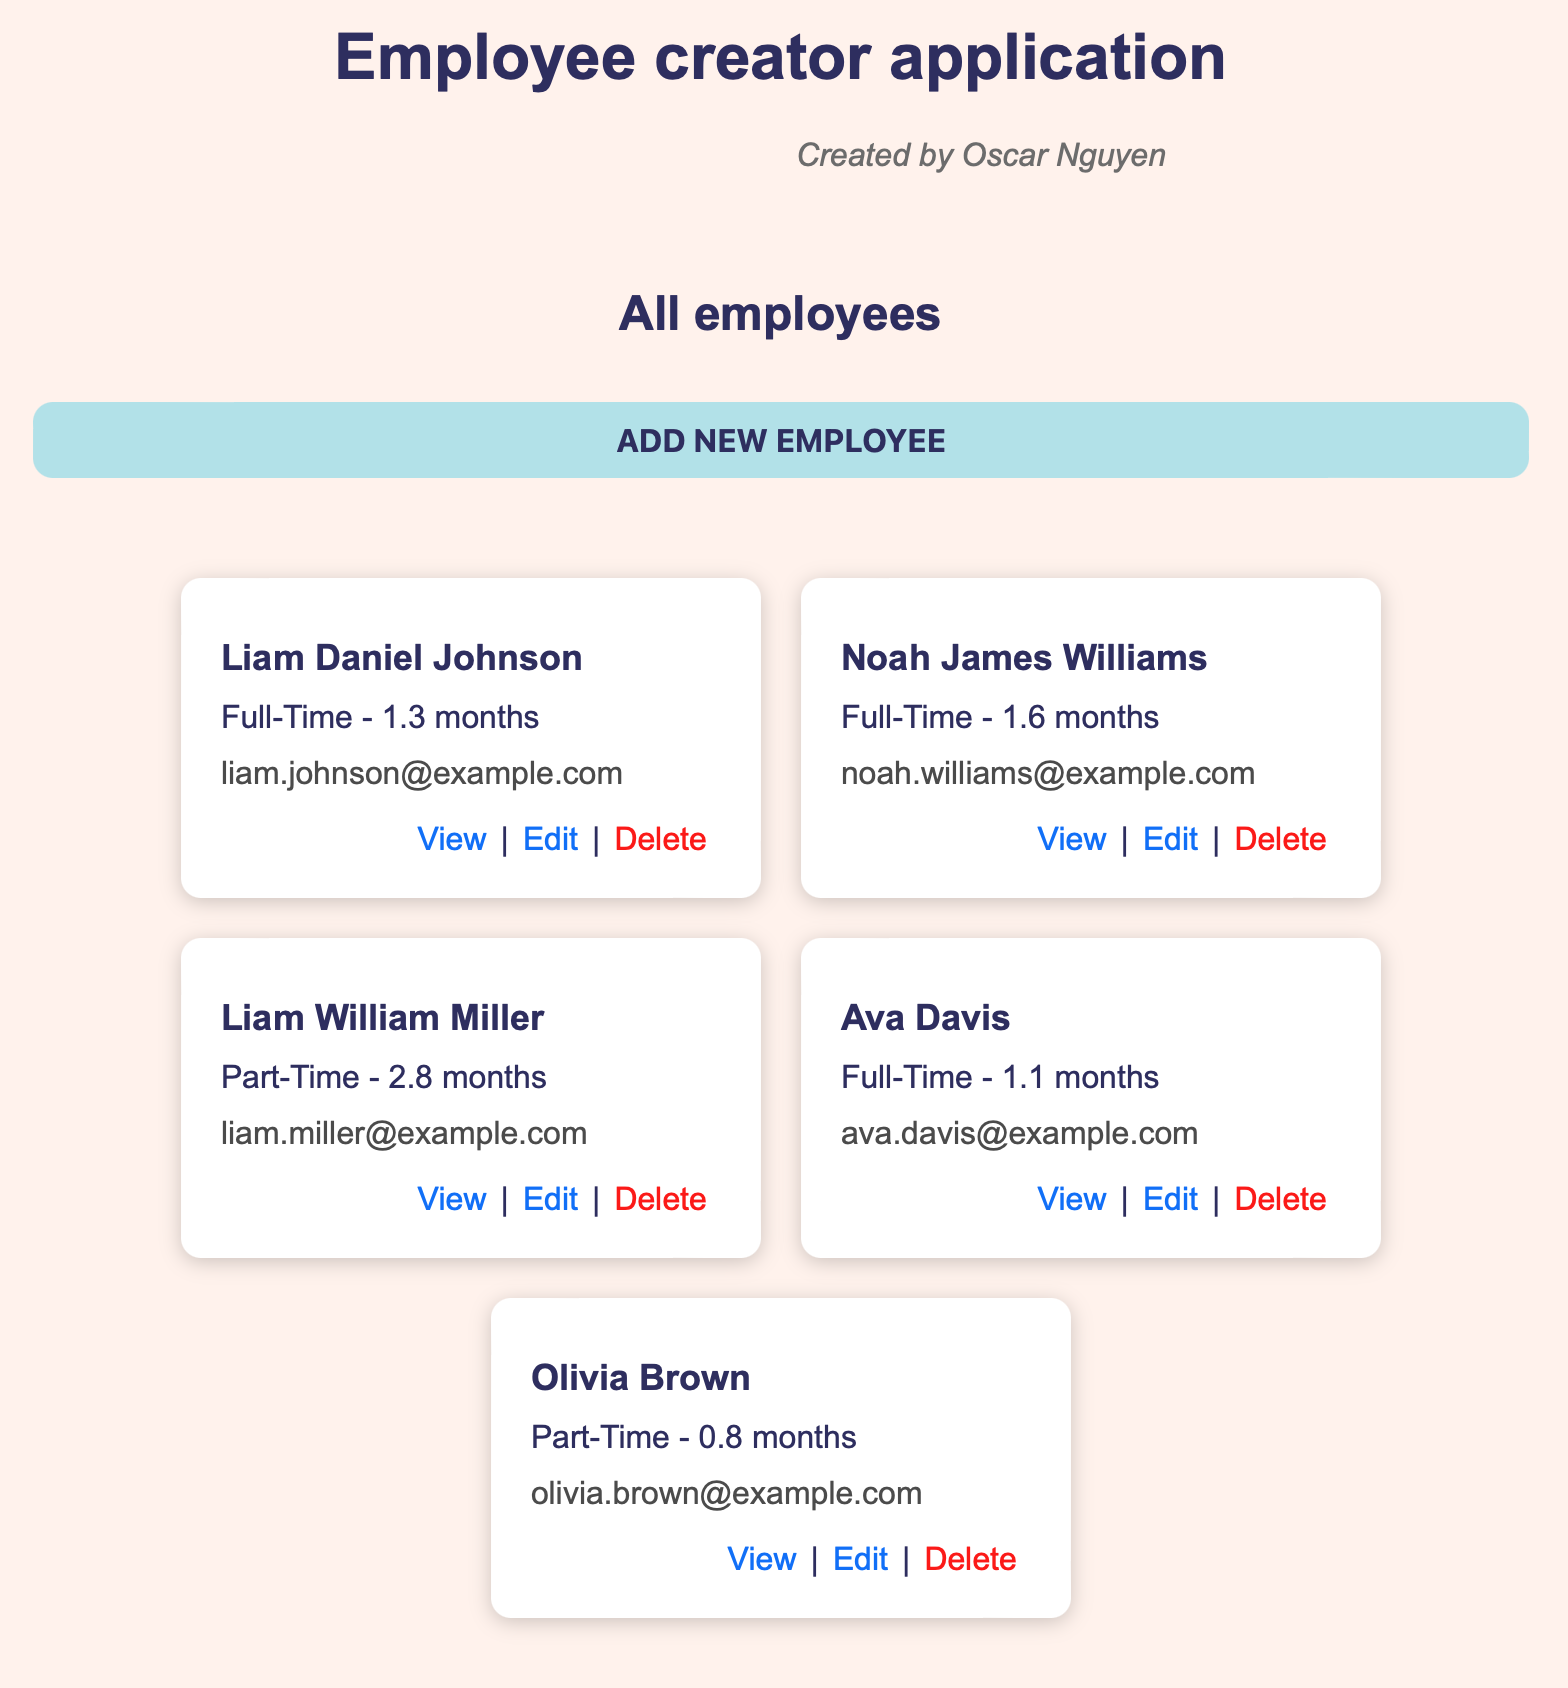 Employee creator application
Created by Oscar Nguyen
All employees
ADD NEW EMPLOYEE
Liam Daniel Johnson
Full-Time - 1.3 months
liam.johnson@example.com
View | Edit | Delete
Noah James Williams
Full-Time - 1.6 months
noah.williams@example.com
View | Edit | Delete
Liam William Miller
Part-Time - 2.8 months
liam.miller@example.com
View | Edit | Delete
Ava Davis
Full-Time - 1.1 months
ava.davis@example.com
View | Edit | Delete
Olivia Brown
Part-Time - 0.8 months
olivia.brown@example.com
View | Edit | Delete